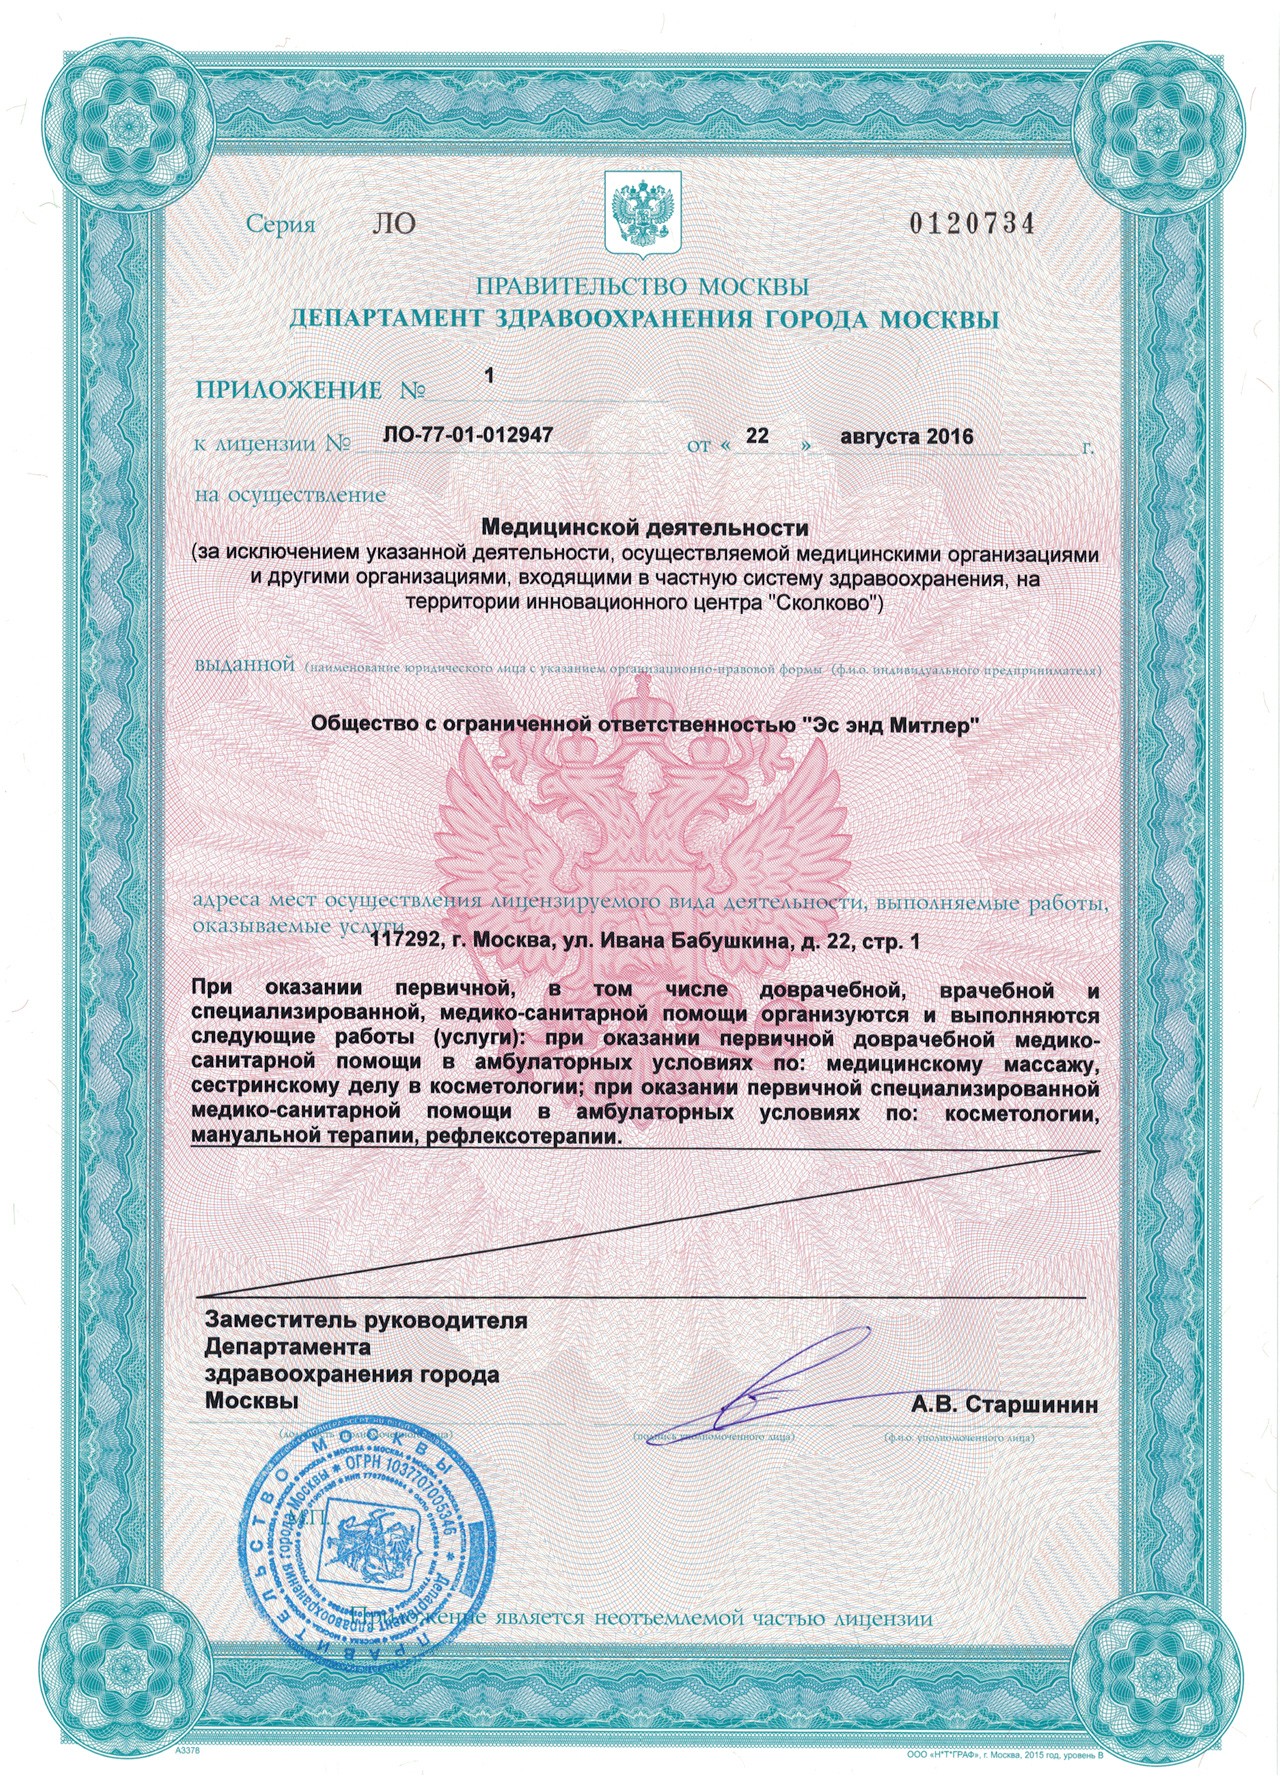 Серия ЛО 0120734
ПРАВИТЕЛЬСТВО МОСКВЫ
ДЕПАРТАМЕНТ ЗДРАВООХРАНЕНИЯ ГОРОДА МОСКВЫ
ПРИЛОЖЕНИЕ № 1
к лицензии № ЛО-77-01-012947 от « 22 » августа 2016 г.
на осуществление
Медицинской деятельности
(за исключением указанной деятельности, осуществляемой медицинскими организациями
и другими организациями, входящими в частную систему здравоохранения, на
территории инновационного центра "Сколково")
выданной (наименование юридического лица с указанием организационно-правовой формы (ф.и.о. индивидуального предпринимателя)
Общество с ограниченной ответственностью "Эс энд Митлер"
адреса мест осуществления лицензируемого вида деятельности, выполняемые работы,
оказываемые услуги
117292, г. Москва, ул. Ивана Бабушкина, д. 22, стр. 1
При оказании первичной, в том числе доврачебной, врачебной и
специализированной, медико-санитарной помощи организуются и выполняются
следующие работы (услуги): при оказании первичной доврачебной медико-
санитарной помощи в амбулаторных условиях по: медицинскому массажу,
сестринскому делу в косметологии; при оказании первичной специализированной
медико-санитарной помощи в амбулаторных условиях по: косметологии,
мануальной терапии, рефлексотерапии.
Заместитель руководителя
Департамента
здравоохранения города
Москвы
А.В. Старшинин
(должность уполномоченного лица) (подпись уполномоченного лица) (ф.и.о. уполномоченного лица)
М.П.
ПРАВИТЕЛЬСТВО МОСКВЫ
ОГРН 1037707005346 * Департамент здравоохранения города Москвы *
Приложение является неотъемлемой частью лицензии
А3378
ООО «Н*Т*ГРАФ», г. Москва, 2015 год, уровень В